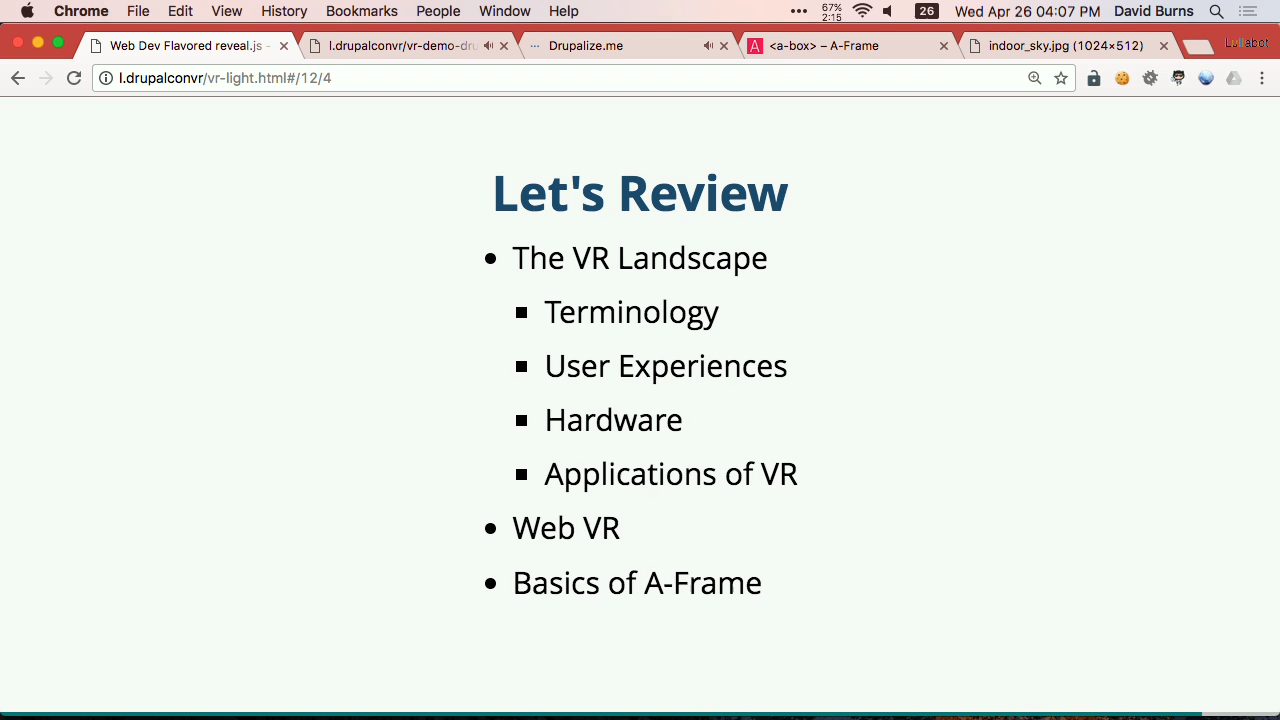 Chrome File Edit View History Bookmarks People Window Help ••• 67% 2:15 26 Wed Apr 26 04:07 PM David Burns
Web Dev Flavored reveal.js - l.drupalconvr/vr-demo-dru Drupalize.me <a-box> – A-Frame indoor_sky.jpg (1024×512) Lullabot
l.drupalconvr/vr-light.html#/12/4
Let's Review
• The VR Landscape
▪ Terminology
▪ User Experiences
▪ Hardware
▪ Applications of VR
• Web VR
• Basics of A-Frame